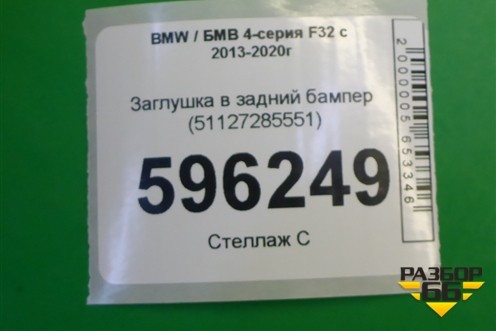 BMW / БМВ 4-серия F32 с
2013-2020г
Заглушка в задний бампер
(51127285551)
596249
Стеллаж С
2000005653346
РАЗБОР
66